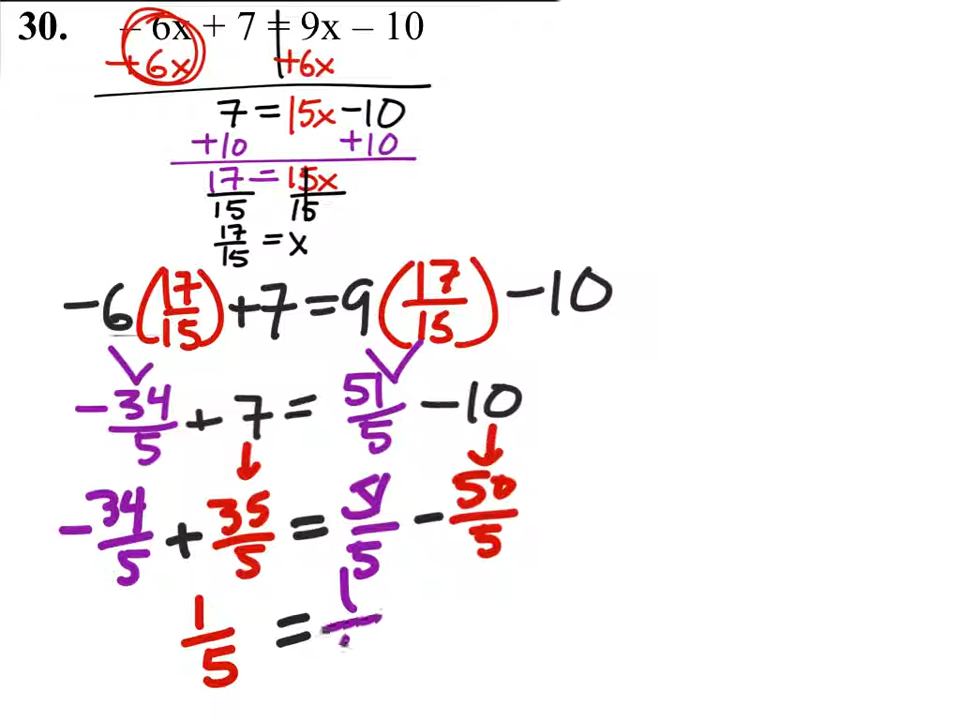 30. – 6x + 7 = 9x – 10
+6x +6x
7 = 15x -10
+10 +10
17 = 15x
15 15
17/15 = x
-6(17/15) +7 = 9(17/15) -10
-34/5 + 7 = 51/5 -10
-34/5 + 35/5 = 51/5 - 50/5
1/5 = 1/